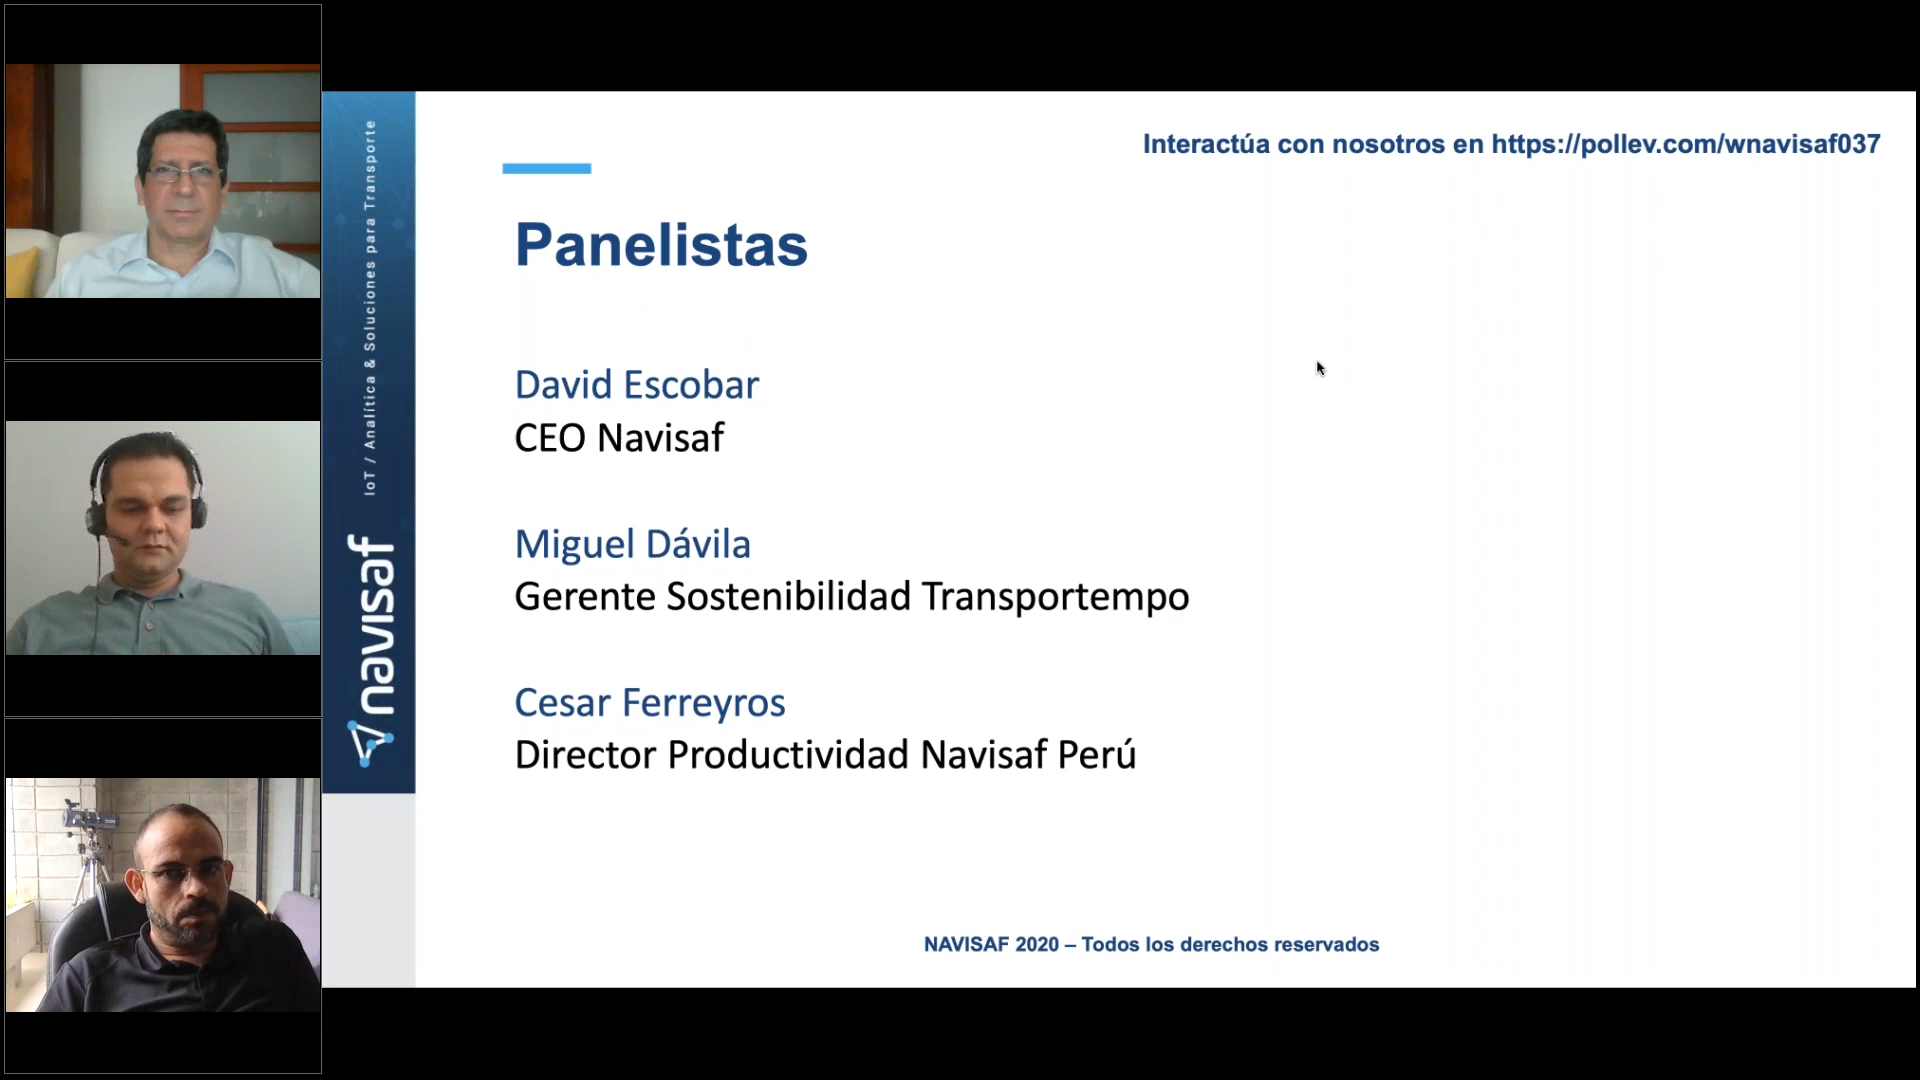 Interactúa con nosotros en https://pollev.com/wnavisaf037
IoT / Analítica & Soluciones para Transporte
navisaf
Panelistas
David Escobar
CEO Navisaf
Miguel Dávila
Gerente Sostenibilidad Transportempo
Cesar Ferreyros
Director Productividad Navisaf Perú
NAVISAF 2020 – Todos los derechos reservados